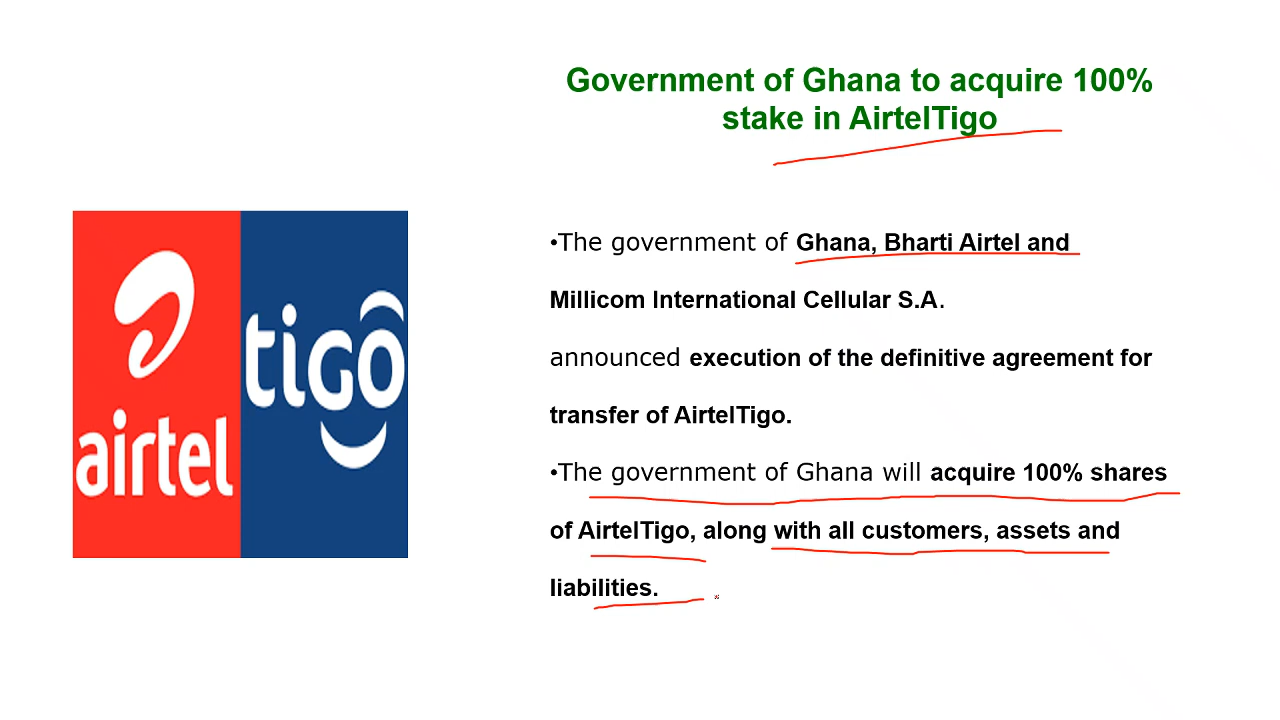 Government of Ghana to acquire 100%
stake in AirtelTigo
airtel
tigo
•The government of Ghana, Bharti Airtel and
Millicom International Cellular S.A.
announced execution of the definitive agreement for
transfer of AirtelTigo.
•The government of Ghana will acquire 100% shares
of AirtelTigo, along with all customers, assets and
liabilities.